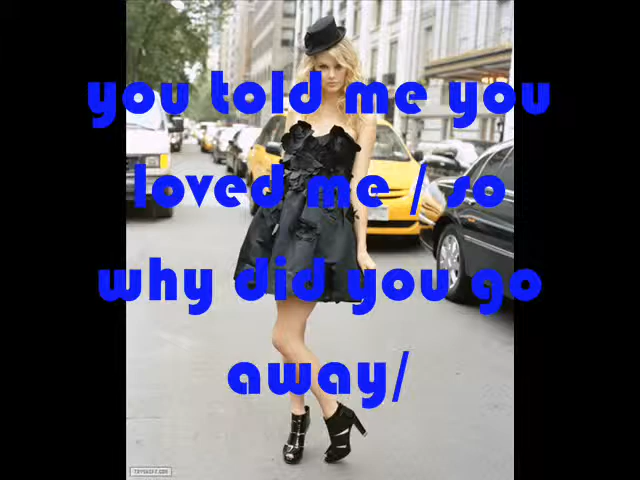 you told me you
loved me / so
why did you go
away/